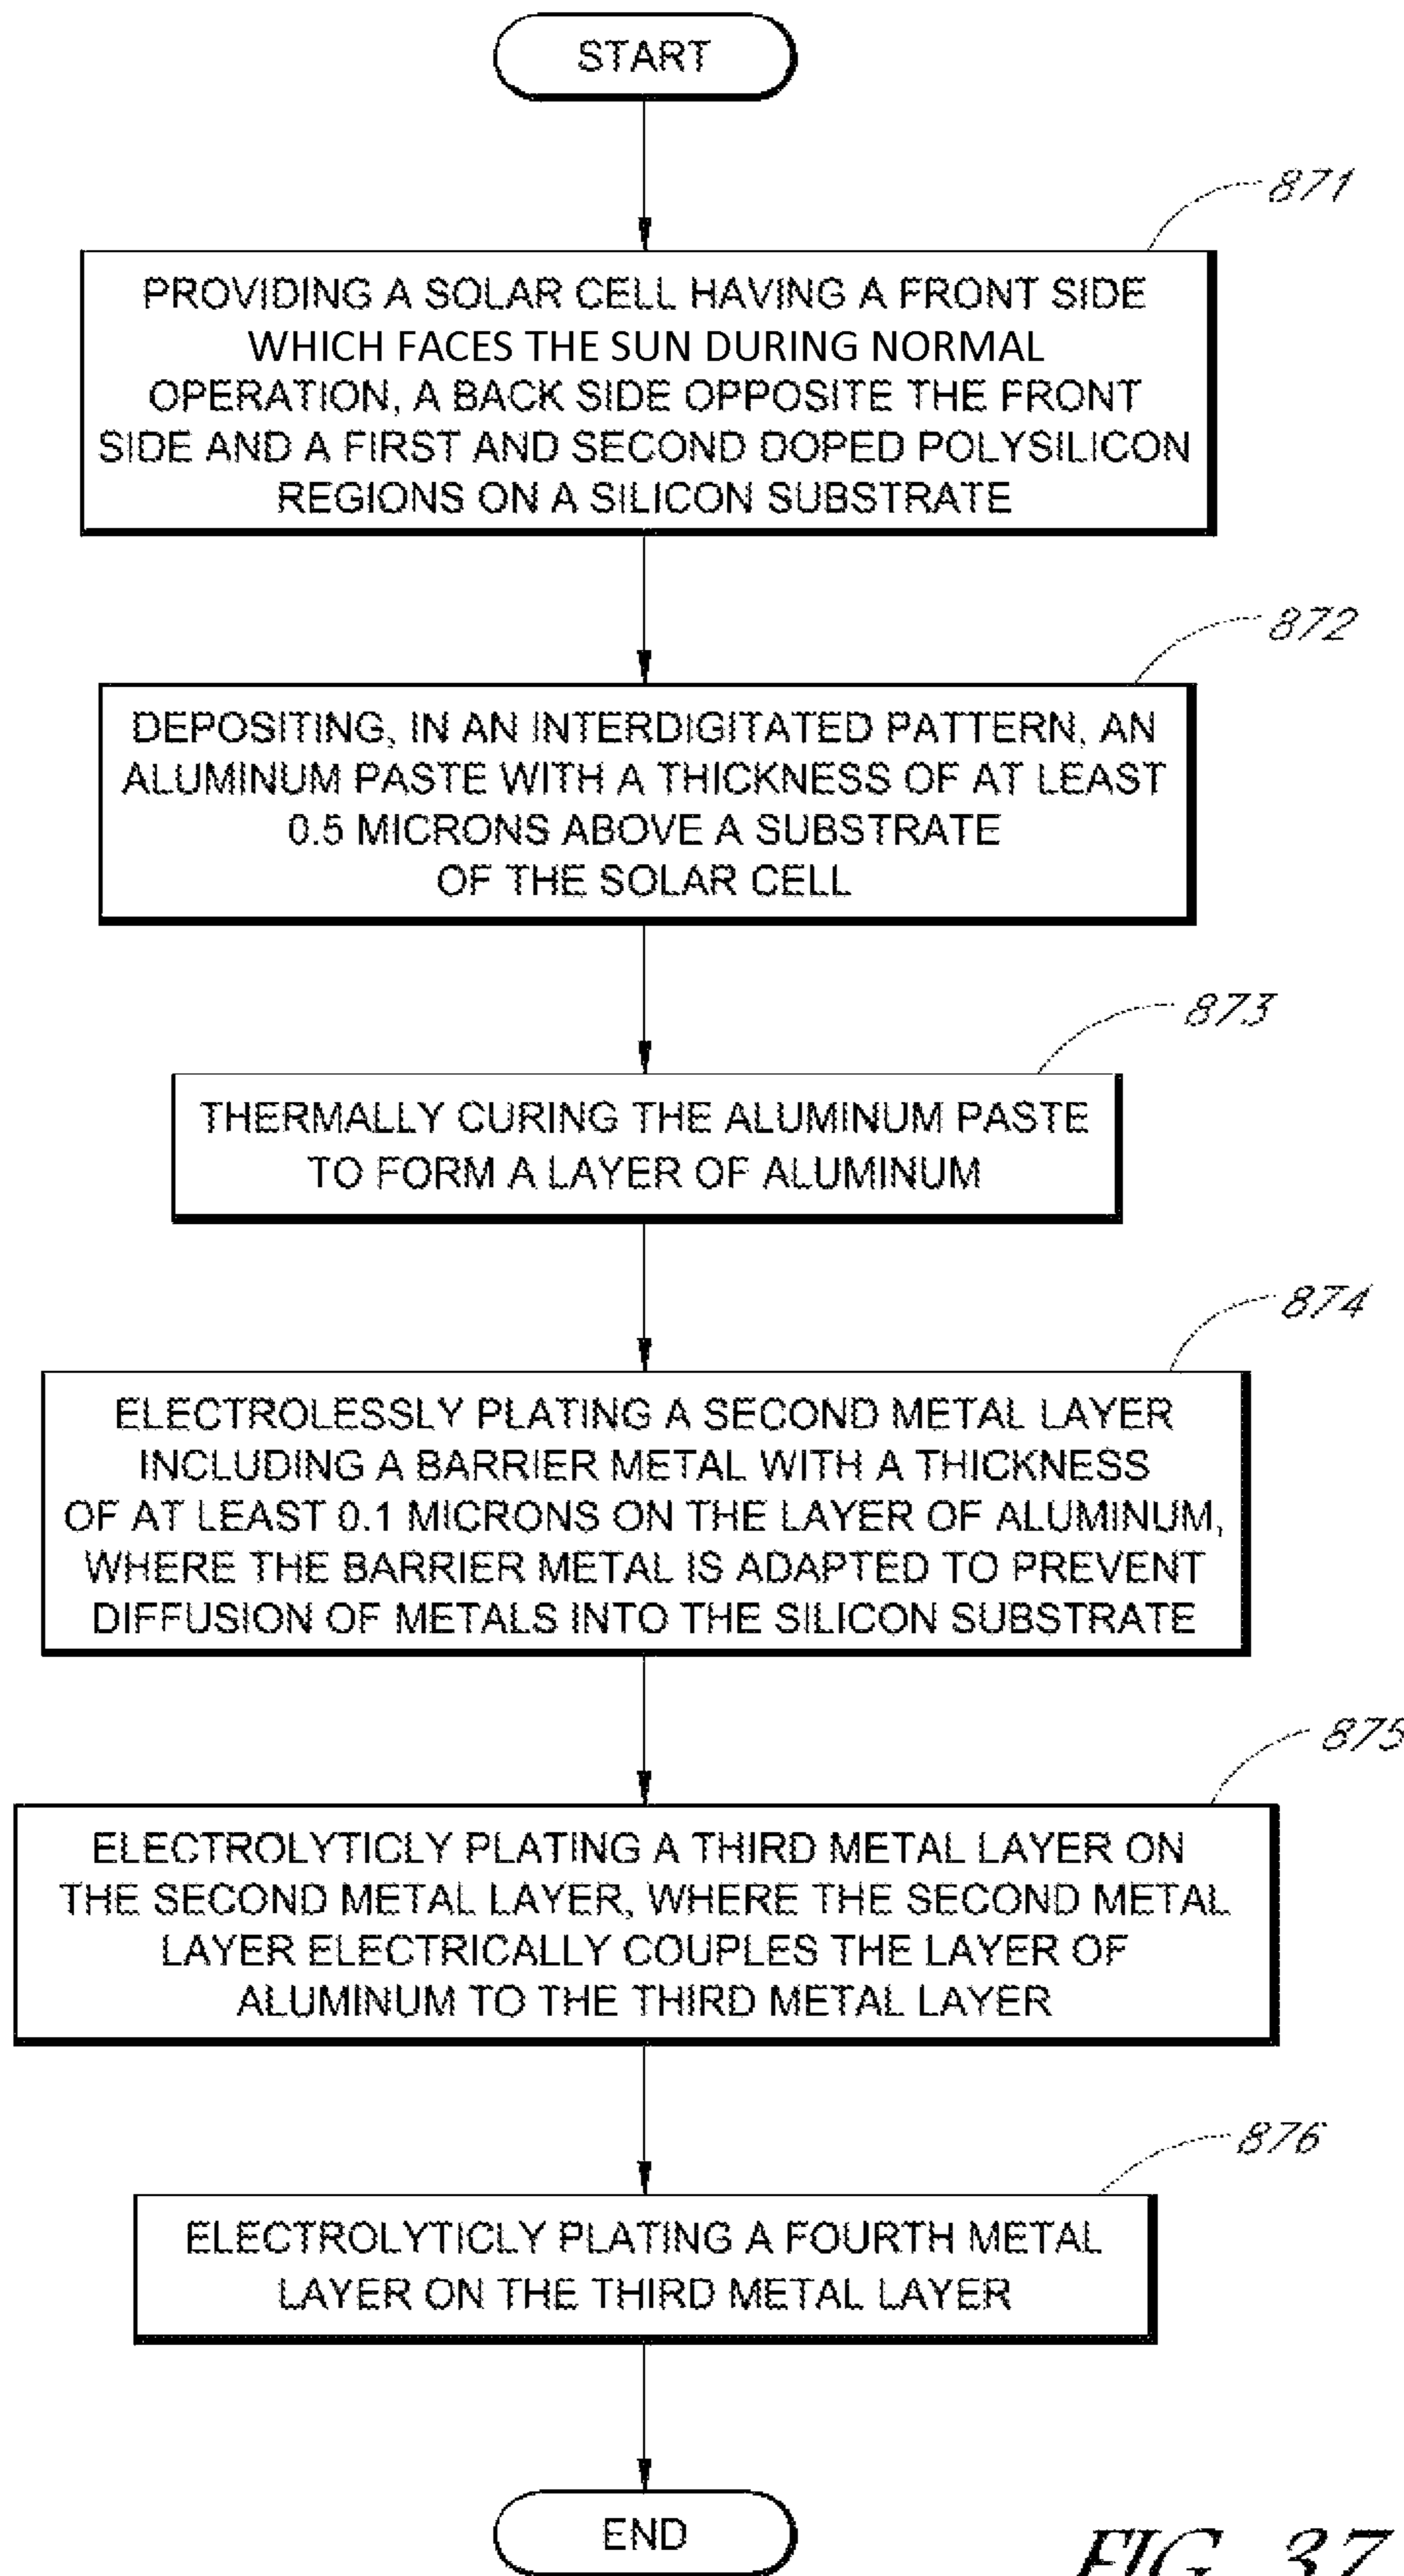 START
871
PROVIDING A SOLAR CELL HAVING A FRONT SIDE
WHICH FACES THE SUN DURING NORMAL
OPERATION, A BACK SIDE OPPOSITE THE FRONT
SIDE AND A FIRST AND SECOND DOPED POLYSILICON
REGIONS ON A SILICON SUBSTRATE
872
DEPOSITING, IN AN INTERDIGITATED PATTERN, AN
ALUMINUM PASTE WITH A THICKNESS OF AT LEAST
0.5 MICRONS ABOVE A SUBSTRATE
OF THE SOLAR CELL
873
THERMALLY CURING THE ALUMINUM PASTE
TO FORM A LAYER OF ALUMINUM
874
ELECTROLESSLY PLATING A SECOND METAL LAYER
INCLUDING A BARRIER METAL WITH A THICKNESS
OF AT LEAST 0.1 MICRONS ON THE LAYER OF ALUMINUM,
WHERE THE BARRIER METAL IS ADAPTED TO PREVENT
DIFFUSION OF METALS INTO THE SILICON SUBSTRATE
875
ELECTROLYTICLY PLATING A THIRD METAL LAYER ON
THE SECOND METAL LAYER, WHERE THE SECOND METAL
LAYER ELECTRICALLY COUPLES THE LAYER OF
ALUMINUM TO THE THIRD METAL LAYER
876
ELECTROLYTICLY PLATING A FOURTH METAL
LAYER ON THE THIRD METAL LAYER
END
FIG. 37